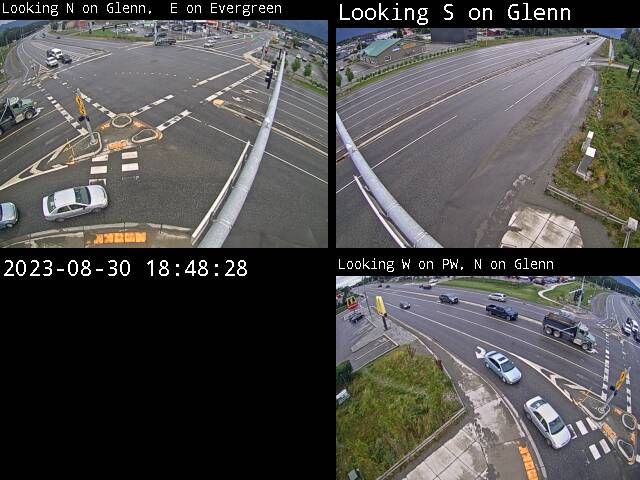 Looking N on Glenn, E on Evergreen
Looking S on Glenn
2023-08-30 18:48:28
Looking W on PW, N on Glenn